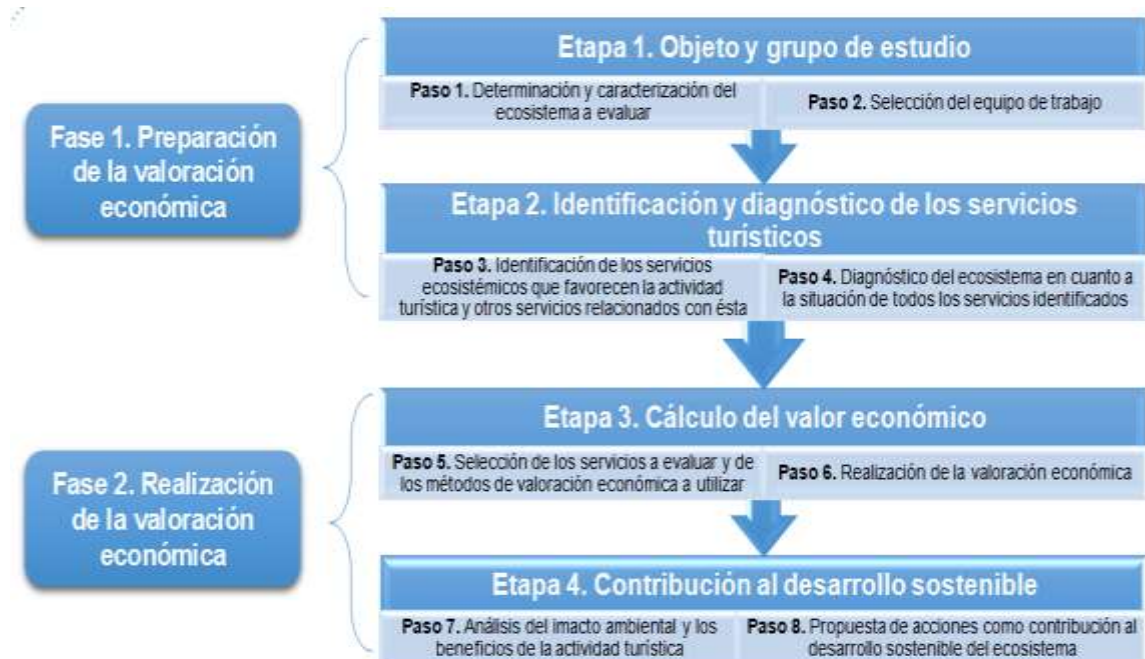 Fase 1. Preparación
de la valoración
económica
Etapa 1. Objeto y grupo de estudio
Paso 1. Determinación y caracterización del
ecosistema a evaluar
Paso 2. Selección del equipo de trabajo
Etapa 2. Identificación y diagnóstico de los servicios
turísticos
Paso 3. Identificación de los servicios
ecosistémicos que favorecen la actividad
turística y otros servicios relacionados con ésta
Paso 4. Diagnóstico del ecosistema en cuanto a
la situación de todos los servicios identificados
Fase 2. Realización
de la valoración
económica
Etapa 3. Cálculo del valor económico
Paso 5. Selección de los servicios a evaluar y de
los métodos de valoración económica a utilizar
Paso 6. Realización de la valoración económica
Etapa 4. Contribución al desarrollo sostenible
Paso 7. Análisis del imacto ambiental y los
beneficios de la actividad turística
Paso 8. Propuesta de acciones como contribución al
desarrollo sostenible del ecosistema